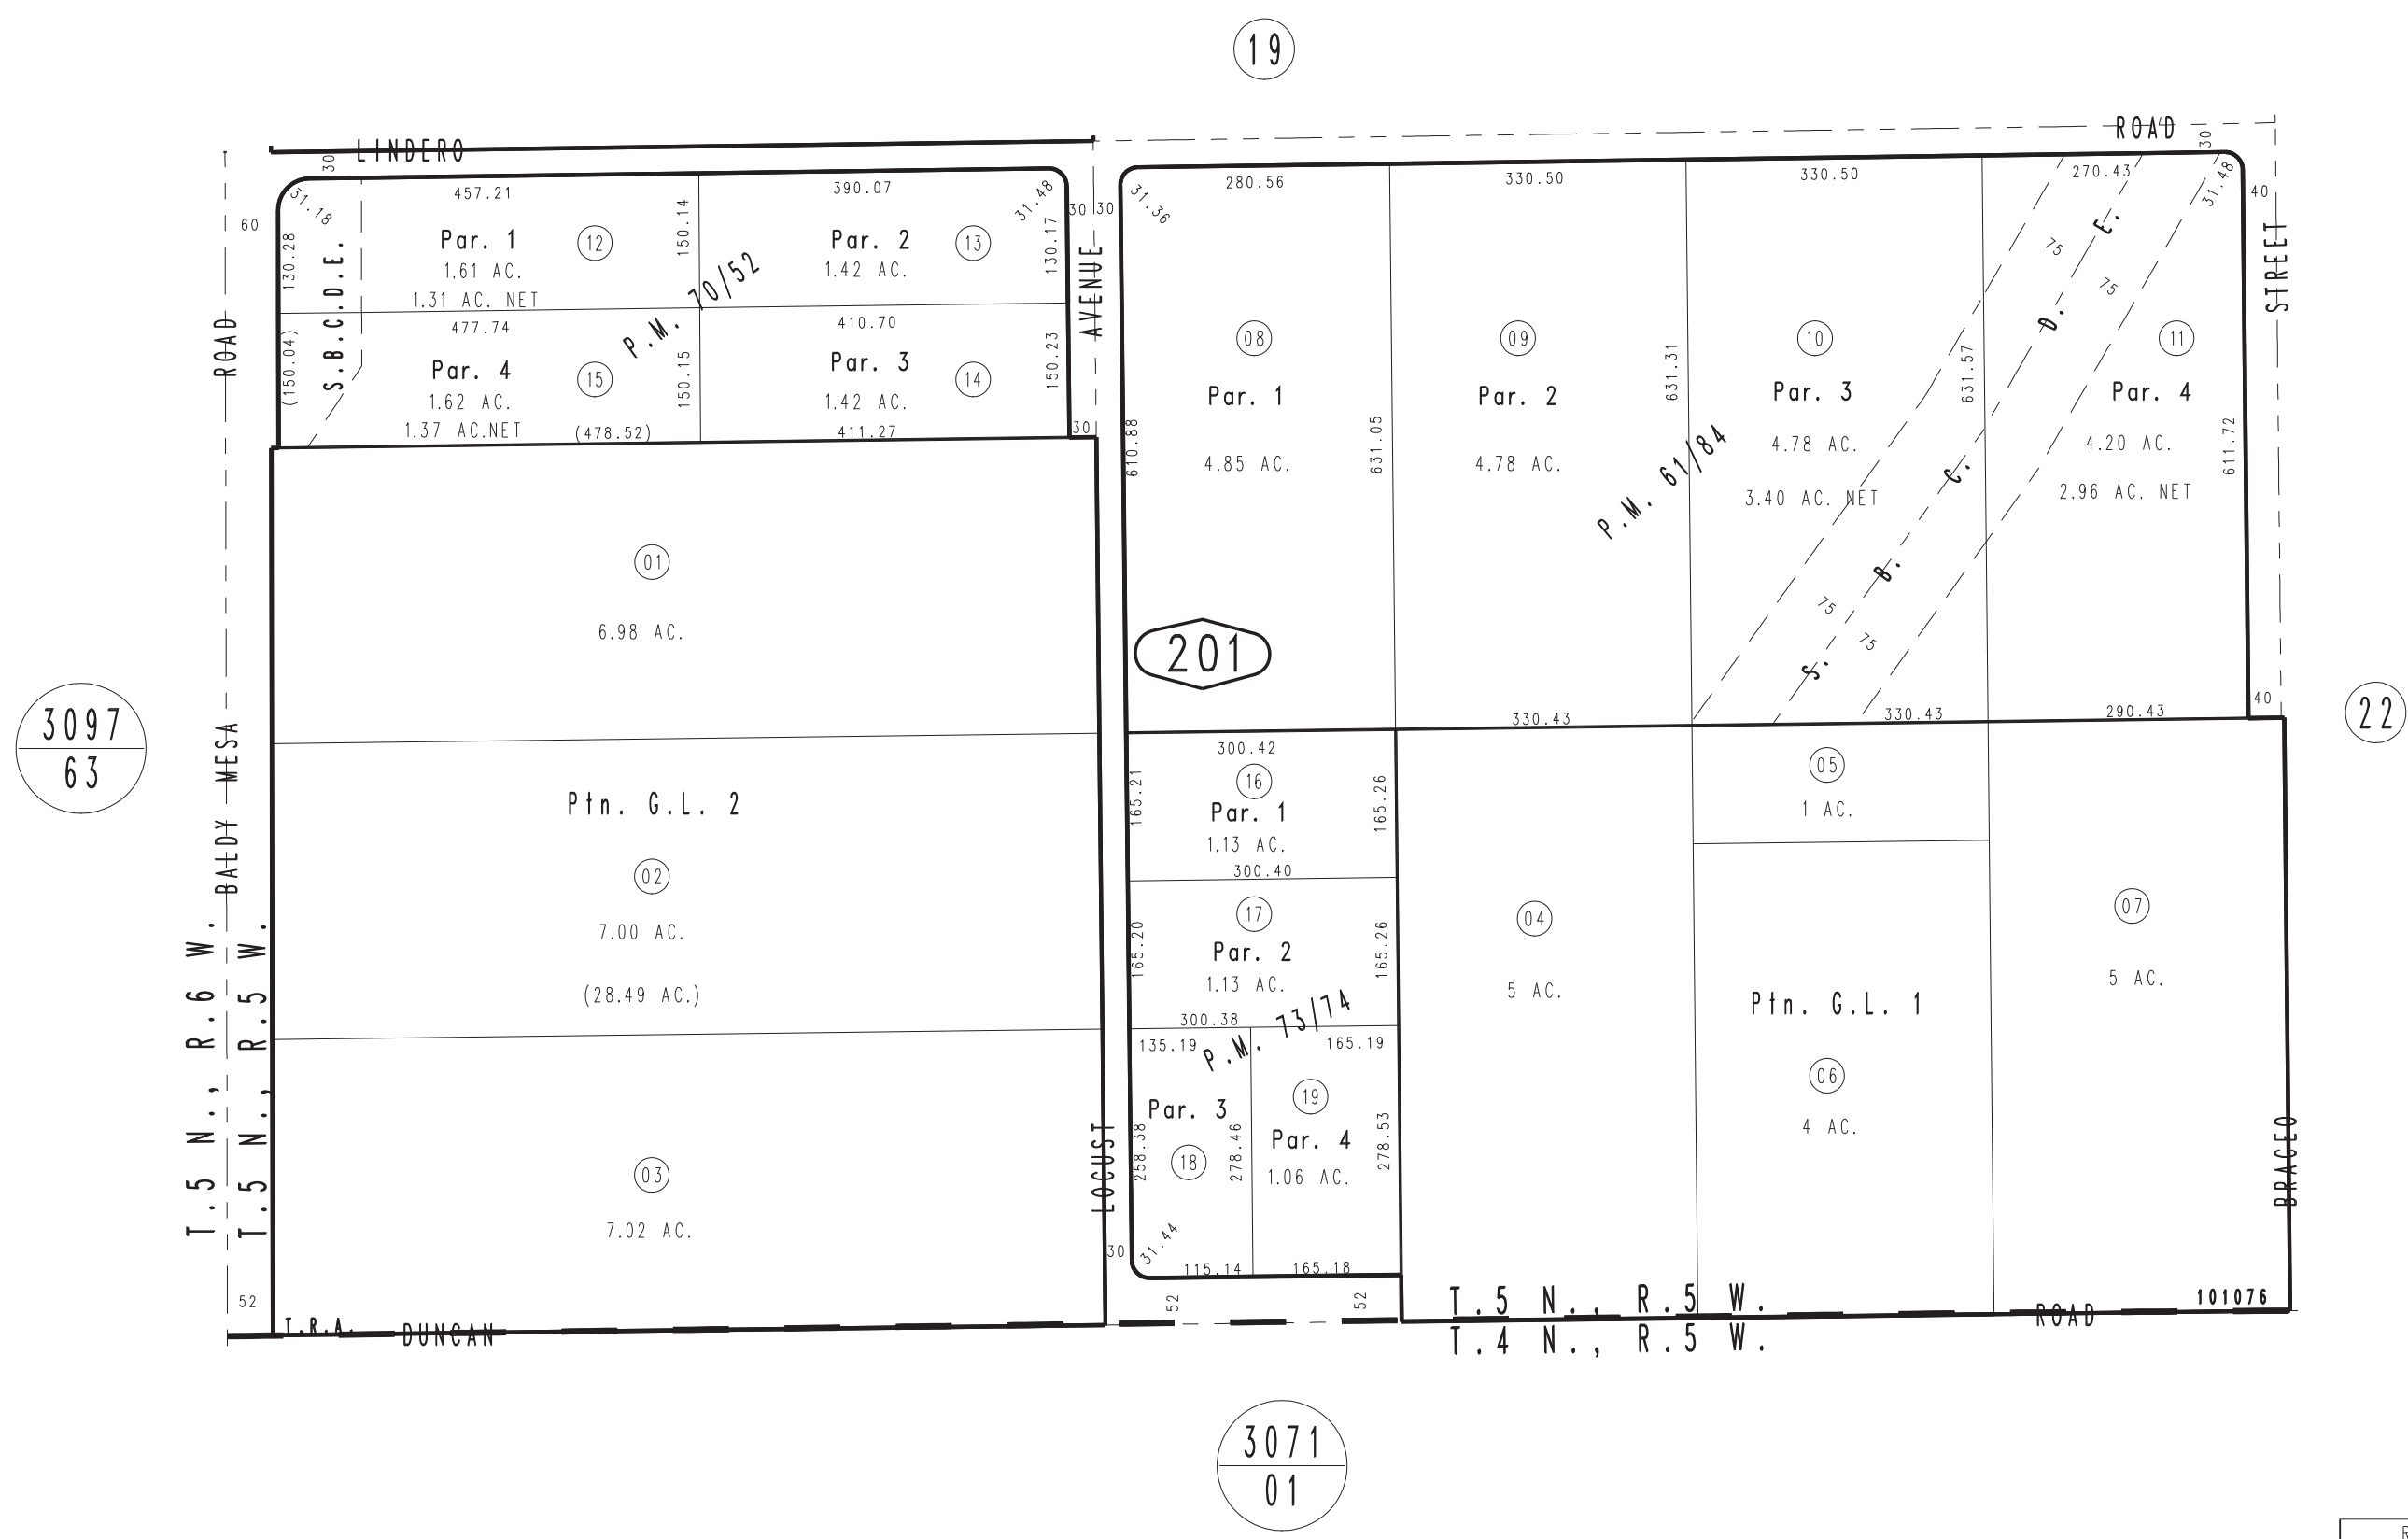 19
LINDERO
ROAD
30
30
31.18
457.21
390.07
31.48
280.56
330.50
330.50
270.43
31.48
40
60
130.28
S.B.C.D.E.
Par. 1
12
1.61 AC.
1.31 AC. NET
150.14
Par. 2
13
1.42 AC.
130.17
30
30
31.36
P.M. 70/52
AVENUE
STREET
ROAD
477.74
410.70
(150.04)
Par. 4
15
1.62 AC.
1.37 AC.NET
(478.52)
150.15
Par. 3
14
1.42 AC.
411.27
150.23
30
08
Par. 1
4.85 AC.
610.88
631.05
09
Par. 2
4.78 AC.
631.31
P.M. 61/84
10
Par. 3
4.78 AC.
3.40 AC. NET
631.57
S. B. C. D. E.
75
75
75
75
11
Par. 4
4.20 AC.
2.96 AC. NET
611.72
01
6.98 AC.
201
40
22
3097
63
BALDY MESA
330.43
330.43
290.43
Ptn. G.L. 2
02
7.00 AC.
(28.49 AC.)
300.42
16
Par. 1
1.13 AC.
165.21
165.26
300.40
17
Par. 2
1.13 AC.
165.20
165.26
300.38
P.M. 73/74
135.19
165.19
Par. 3
18
258.38
278.46
19
Par. 4
1.06 AC.
278.53
31.44
115.14
165.18
05
1 AC.
04
5 AC.
Ptn. G.L. 1
06
4 AC.
07
5 AC.
T.5 N., R.6 W.
T.5 N., R.5 W.
03
7.02 AC.
LOCUST
BRACEO
30
52
52
52
T.R.A.
DUNCAN
T.5 N., R.5 W.
T.4 N., R.5 W.
ROAD
101076
3071
01